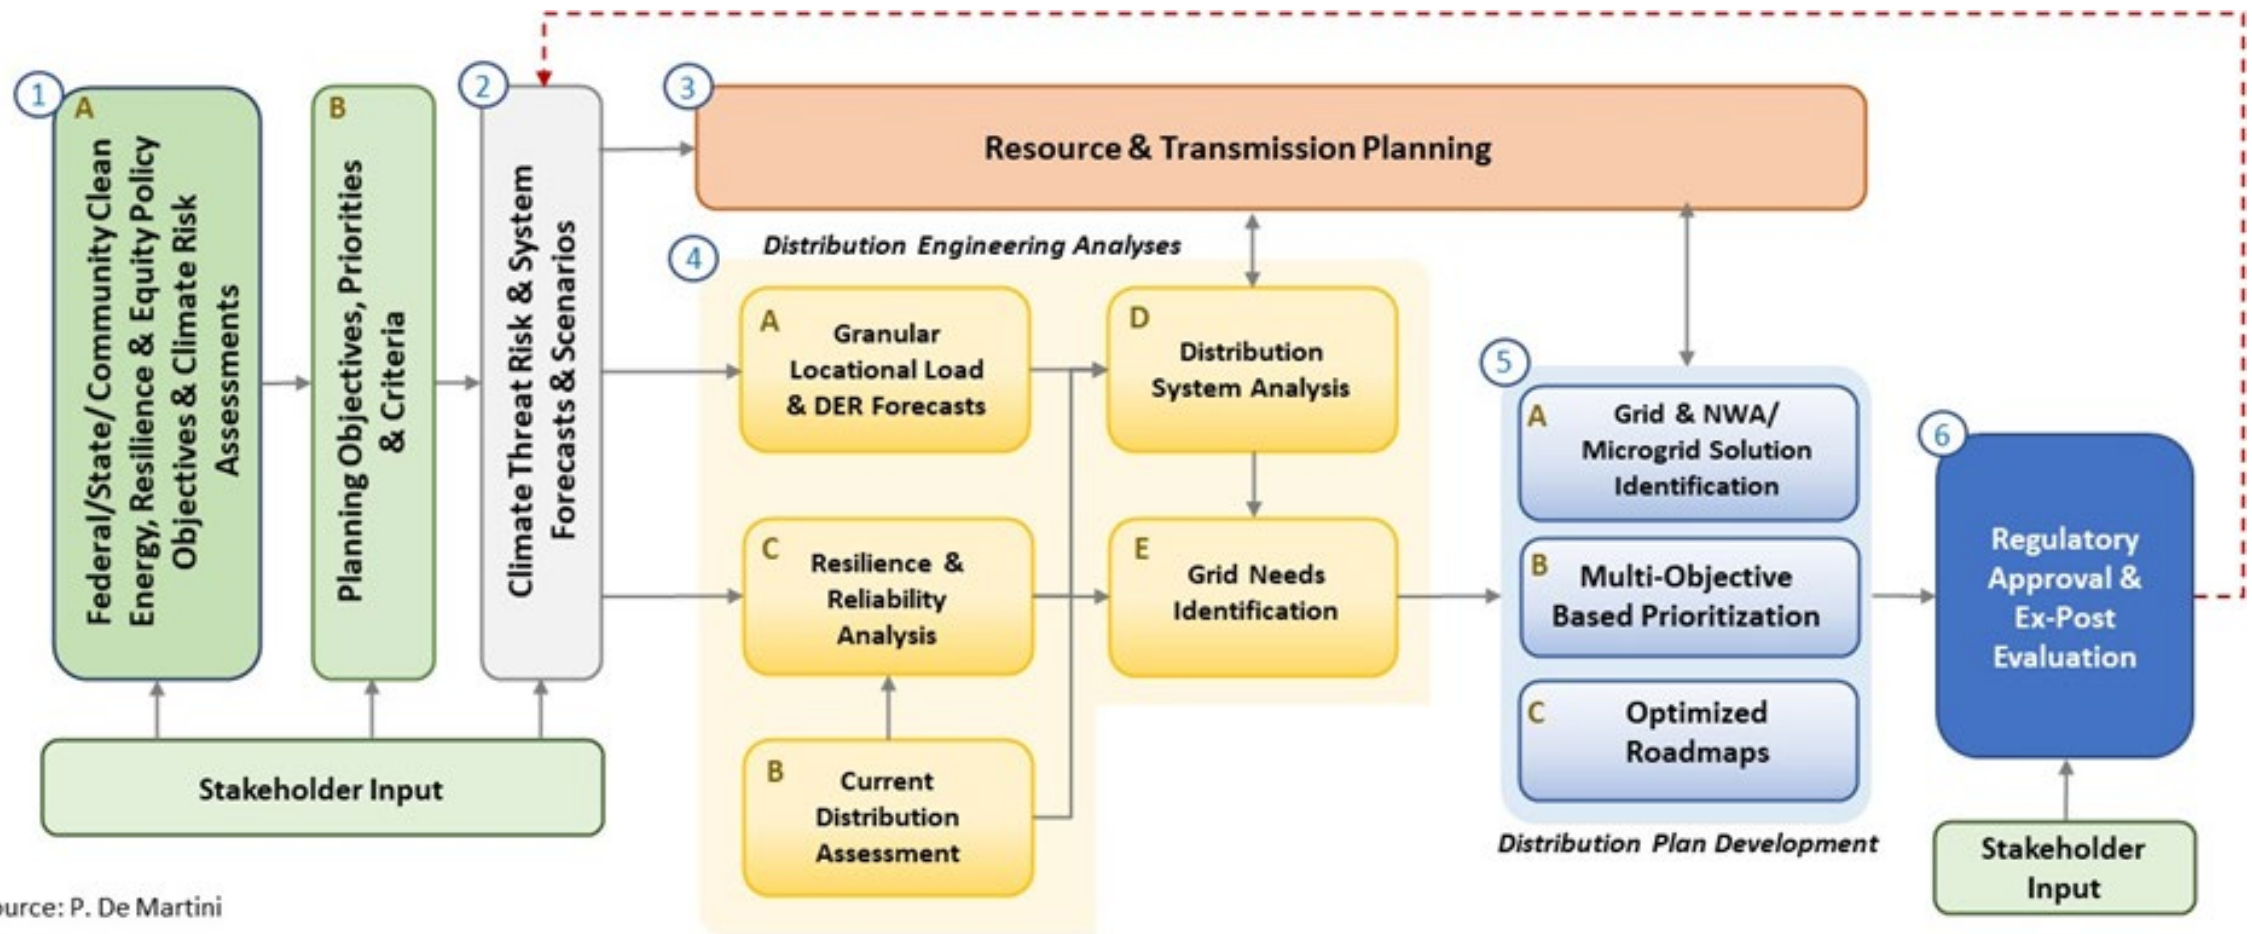 1
A
Federal/State/ Community Clean
Energy, Resilience & Equity Policy
Objectives & Climate Risk
Assessments
B
Planning Objectives, Priorities
& Criteria
2
Climate Threat Risk & System
Forecasts & Scenarios
Stakeholder Input
3
Resource & Transmission Planning
4
Distribution Engineering Analyses
A
Granular
Locational Load
& DER Forecasts
D
Distribution
System Analysis
C
Resilience &
Reliability
Analysis
E
Grid Needs
Identification
B
Current
Distribution
Assessment
5
A
Grid & NWA/
Microgrid Solution
Identification
B
Multi-Objective
Based Prioritization
C
Optimized
Roadmaps
Distribution Plan Development
6
Regulatory
Approval &
Ex-Post
Evaluation
Stakeholder
Input
ource: P. De Martini